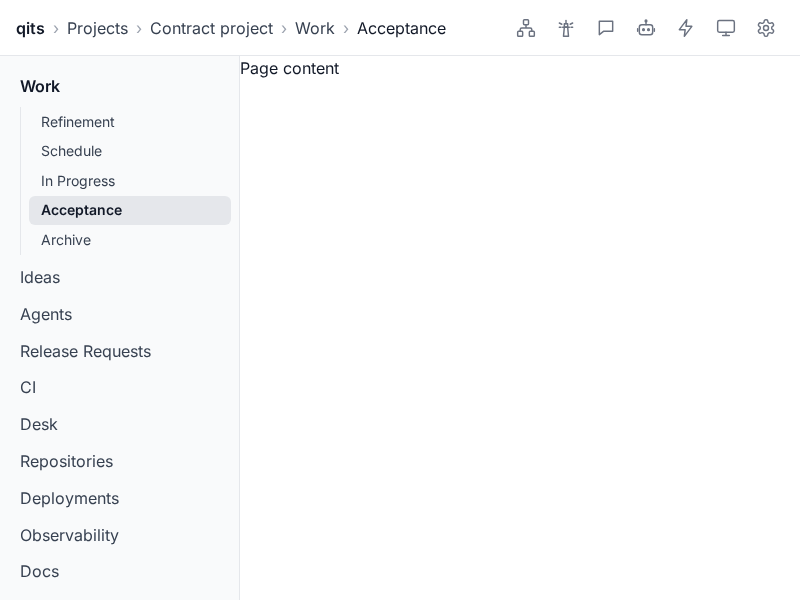 qits › Projects › Contract project › Work › Acceptance
Work
Refinement
Schedule
In Progress
Acceptance
Archive
Ideas
Agents
Release Requests
CI
Desk
Repositories
Deployments
Observability
Docs
Page content